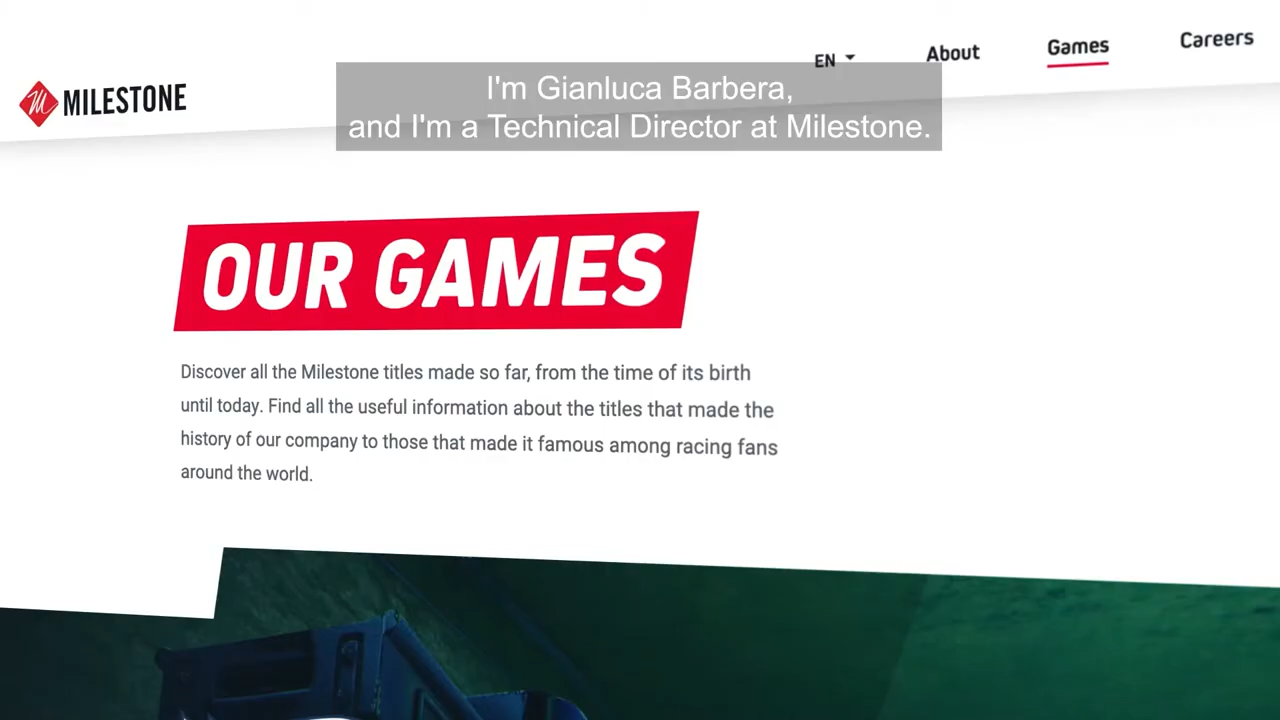 EN
About
Games
Careers
MILESTONE
I'm Gianluca Barbera,
and I'm a Technical Director at Milestone.
OUR GAMES
Discover all the Milestone titles made so far, from the time of its birth
until today. Find all the useful information about the titles that made the
history of our company to those that made it famous among racing fans
around the world.